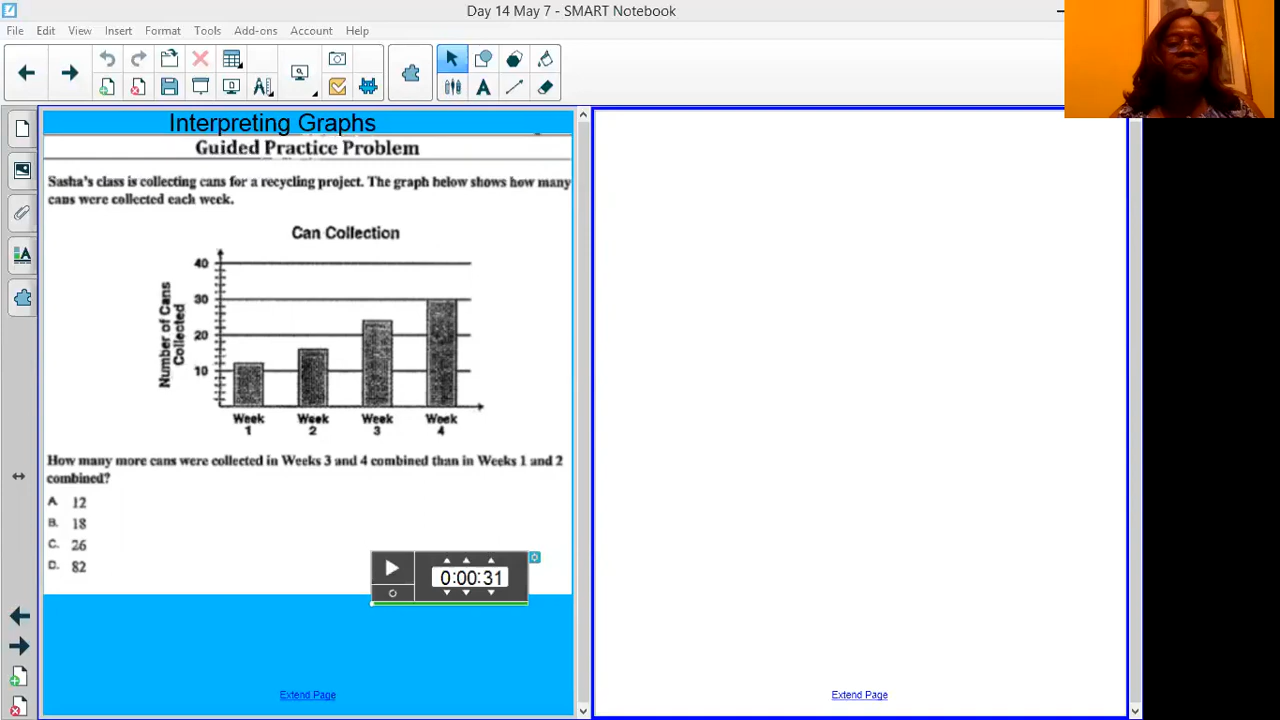 Day 14 May 7 - SMART Notebook
File Edit View Insert Format Tools Add-ons Account Help
Interpreting Graphs
Guided Practice Problem
Sasha's class is collecting cans for a recycling project. The graph below shows how many
cans were collected each week.
Can Collection
Number of Cans
Collected
40
30
20
10
Week 1
Week 2
Week 3
Week 4
How many more cans were collected in Weeks 3 and 4 combined than in Weeks 1 and 2
combined?
A. 12
B. 18
C. 26
D. 82
0:00:31
Extend Page
Extend Page